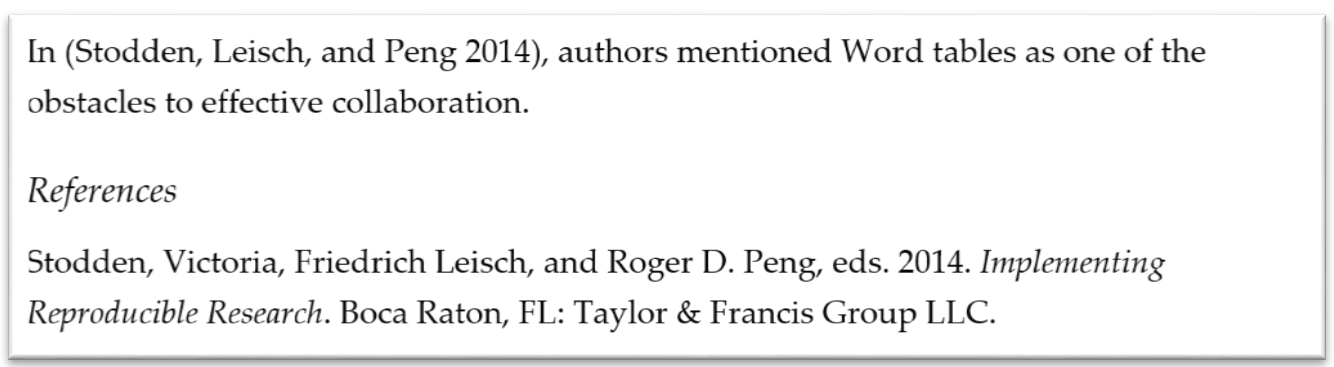 In (Stodden, Leisch, and Peng 2014), authors mentioned Word tables as one of the
obstacles to effective collaboration.
References
Stodden, Victoria, Friedrich Leisch, and Roger D. Peng, eds. 2014. Implementing
Reproducible Research. Boca Raton, FL: Taylor & Francis Group LLC.